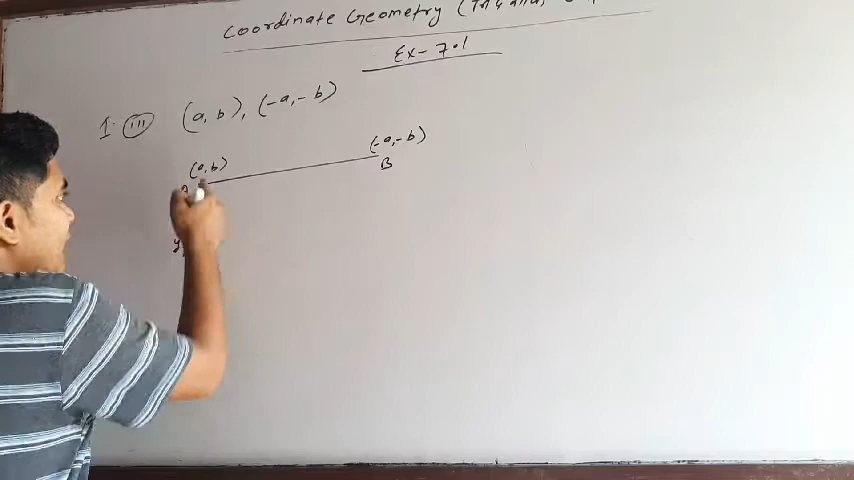 Coordinate Geometry
Ex- 7.1
1. (iii) (a, b), (-a, - b)
(a, b) (-a, - b)
B